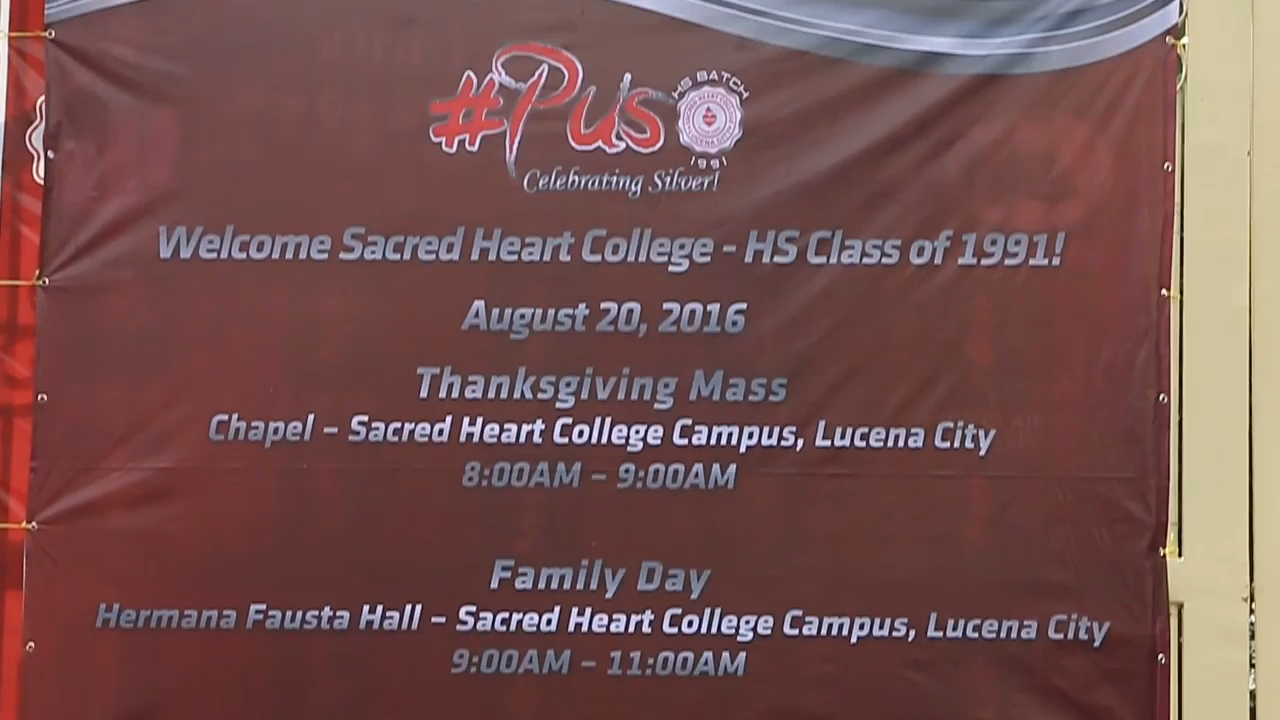 #Pus
HS BATCH
1991
Celebrating Silver!
Welcome Sacred Heart College - HS Class of 1991!
August 20, 2016
Thanksgiving Mass
Chapel – Sacred Heart College Campus, Lucena City
8:00AM – 9:00AM
Family Day
Hermana Fausta Hall – Sacred Heart College Campus, Lucena City
9:00AM – 11:00AM